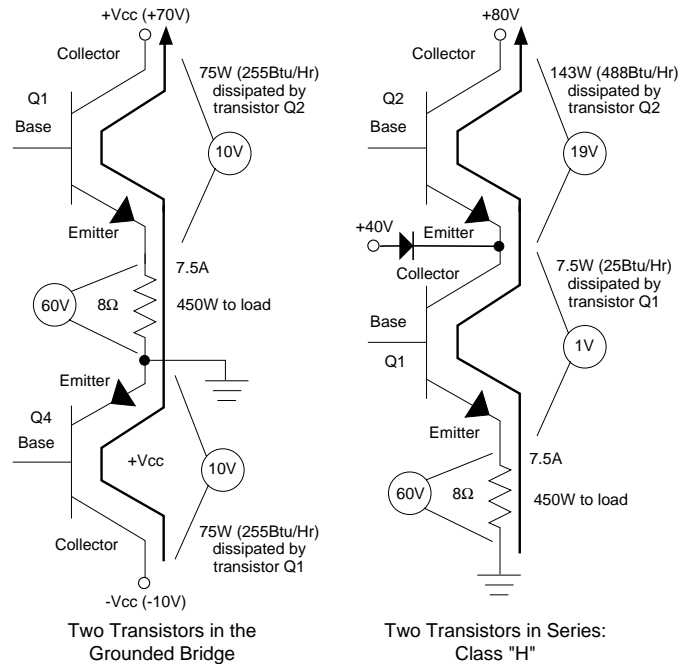 +Vcc (+70V)
Collector
75W (255Btu/Hr)
dissipated by
transistor Q2
Q1
Base
10V
Emitter
7.5A
60V
8Ω
450W to load
Emitter
Q4
Base
+Vcc
10V
75W (255Btu/Hr)
dissipated by
transistor Q1
Collector
-Vcc (-10V)
Two Transistors in the
Grounded Bridge
+80V
Collector
143W (488Btu/Hr)
dissipated by
transistor Q2
Q2
Base
19V
Emitter
+40V
Collector
7.5W (25Btu/Hr)
dissipated by
transistor Q1
Base
Q1
1V
Emitter
7.5A
60V
8Ω
450W to load
Two Transistors in Series:
Class "H"